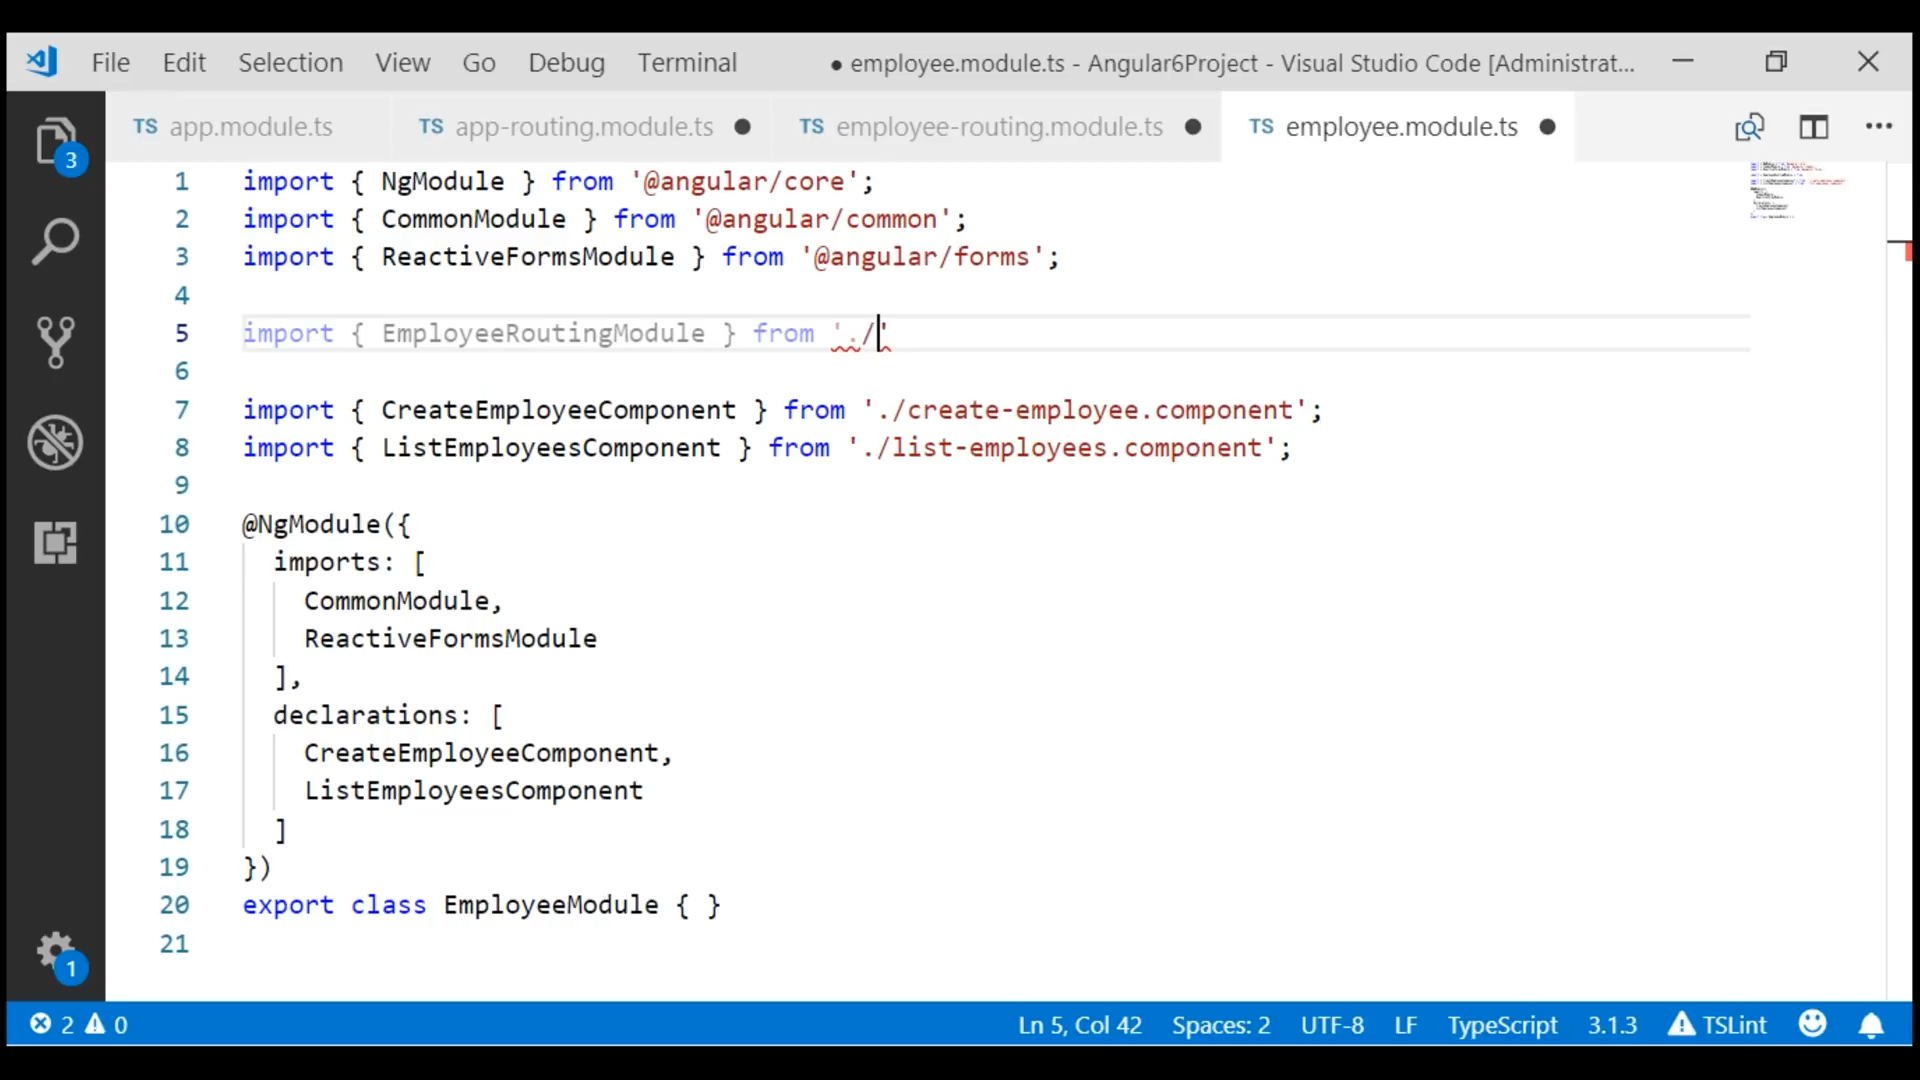 File Edit Selection View Go Debug Terminal ● employee.module.ts - Angular6Project - Visual Studio Code [Administrat...
TS app.module.ts TS app-routing.module.ts ● TS employee-routing.module.ts ● TS employee.module.ts ●
3
1 import { NgModule } from '@angular/core';
2 import { CommonModule } from '@angular/common';
3 import { ReactiveFormsModule } from '@angular/forms';
4
5 import { EmployeeRoutingModule } from './'
6
7 import { CreateEmployeeComponent } from './create-employee.component';
8 import { ListEmployeesComponent } from './list-employees.component';
9
10 @NgModule({
11 imports: [
12 CommonModule,
13 ReactiveFormsModule
14 ],
15 declarations: [
16 CreateEmployeeComponent,
17 ListEmployeesComponent
18 ]
19 })
20 export class EmployeeModule { }
21
1
2 0 Ln 5, Col 42 Spaces: 2 UTF-8 LF TypeScript 3.1.3 TSLint